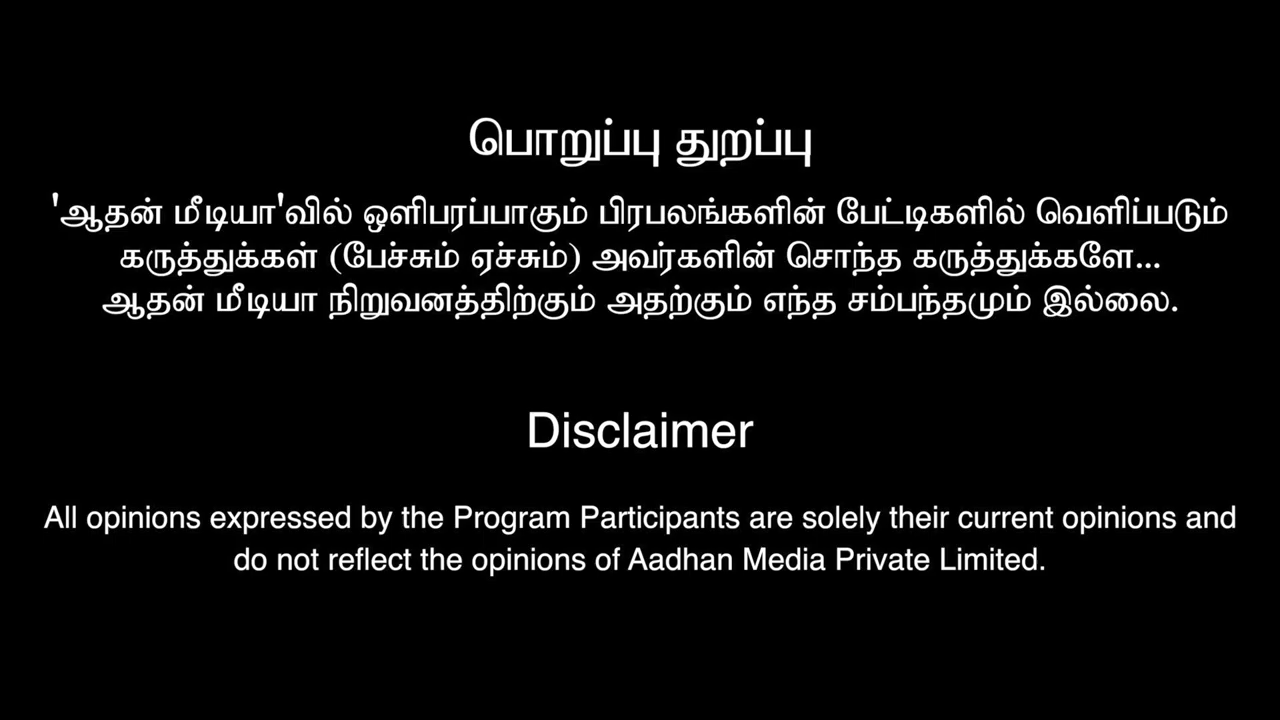 பொறுப்பு துறப்பு
'ஆதன் மீடியா'வில் ஒளிபரப்பாகும் பிரபலங்களின் பேட்டிகளில் வெளிப்படும்
கருத்துக்கள் (பேச்சும் ஏச்சும்) அவர்களின் சொந்த கருத்துக்களே...
ஆதன் மீடியா நிறுவனத்திற்கும் அதற்கும் எந்த சம்பந்தமும் இல்லை.
Disclaimer
All opinions expressed by the Program Participants are solely their current opinions and
do not reflect the opinions of Aadhan Media Private Limited.